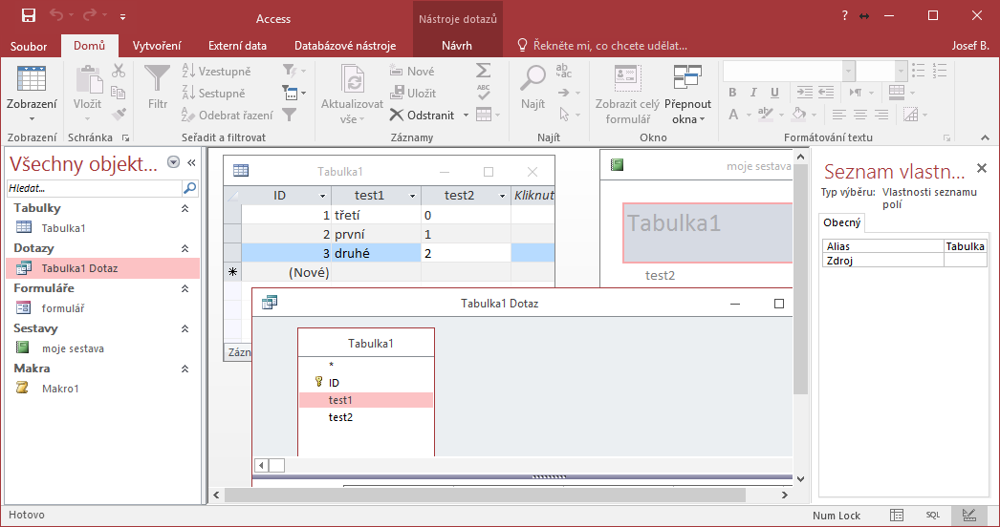 Access
Nástroje dotazů
?
Soubor
Domů
Vytvoření
Externí data
Databázové nástroje
Návrh
Řekněte mi, co chcete udělat...
Josef B.
Zobrazení
Vložit
Filtr
Vzestupně
Sestupně
Odebrat řazení
Aktualizovat
vše
Nové
Uložit
Odstranit
Najít
Zobrazit celý
formulář
Přepnout
okna
B I U
A
Zobrazení
Schránka
Seřadit a filtrovat
Záznamy
Najít
Okno
Formátování textu
Všechny objekt...
Hledat...
Tabulky
Tabulka1
Dotazy
Tabulka1 Dotaz
Formuláře
formulář
Sestavy
moje sestava
Makra
Makro1
Tabulka1
ID test1 test2 Kliknut
1 třetí 0
2 první 1
3 druhé 2
(Nové)
Zázn
moje sestava
Tabulka1
test2
Tabulka1 Dotaz
Tabulka1
*
ID
test1
test2
Seznam vlastn...
Typ výběru: Vlastnosti seznamu
polí
Obecný
Alias Tabulka
Zdroj
Hotovo
Num Lock
SQL